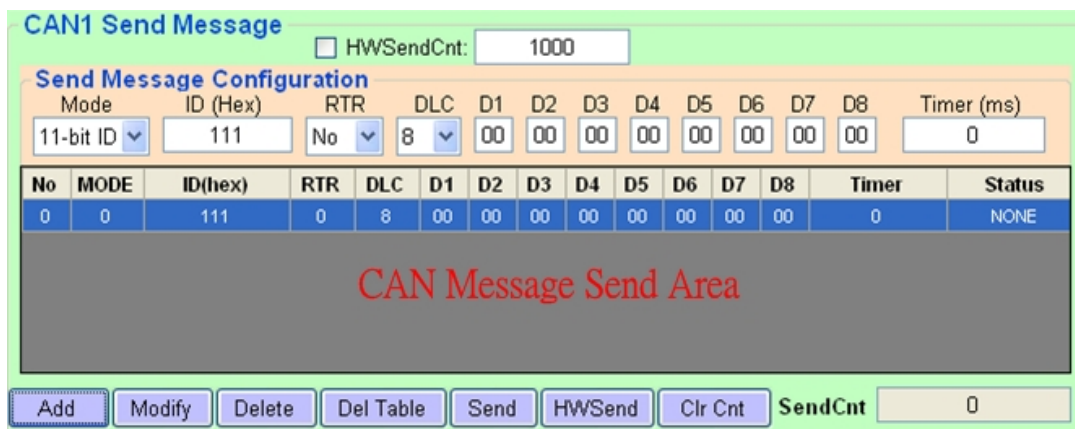 CAN1 Send Message
HWSendCnt: 1000
Send Message Configuration
Mode ID (Hex) RTR DLC D1 D2 D3 D4 D5 D6 D7 D8 Timer (ms)
11-bit ID 111 No 8 00 00 00 00 00 00 00 00 0
No MODE ID(hex) RTR DLC D1 D2 D3 D4 D5 D6 D7 D8 Timer Status
0 0 111 0 8 00 00 00 00 00 00 00 00 0 NONE
CAN Message Send Area
Add Modify Delete Del Table Send HWSend Clr Cnt SendCnt 0